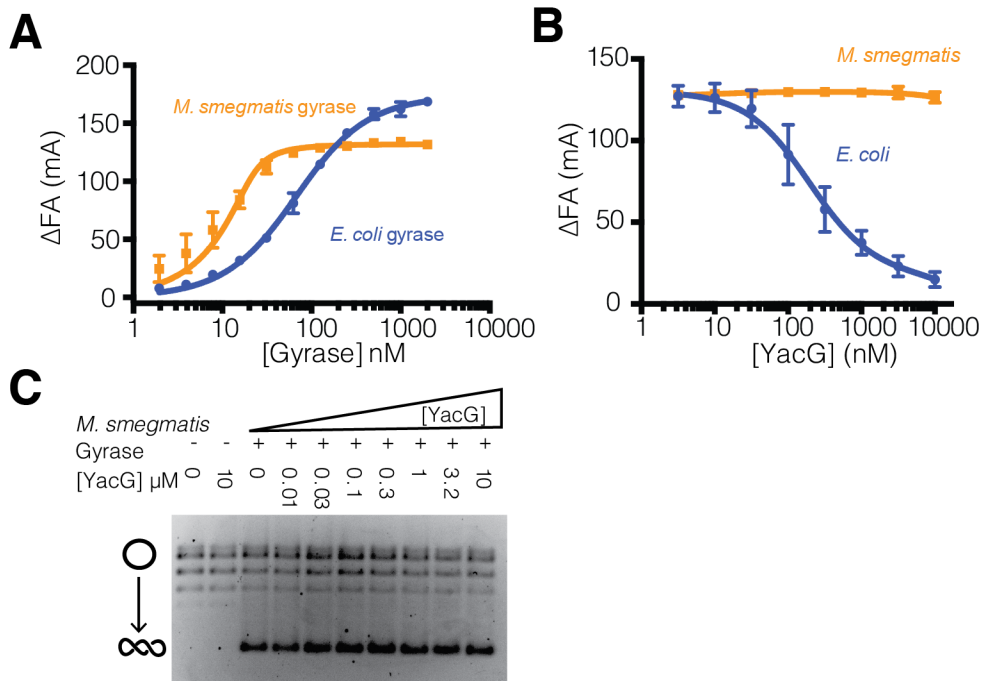 A
200
150
100
50
0
ΔFA (mA)
M. smegmatis gyrase
E. coli gyrase
1 10 100 1000 10000
[Gyrase] nM
B
150
100
50
0
ΔFA (mA)
M. smegmatis
E. coli
1 10 100 1000 10000
[YacG] (nM)
C
[YacG]
M. smegmatis
Gyrase - - + + + + + + + +
[YacG] µM 0 10 0 0.01 0.03 0.1 0.3 1 3.2 10